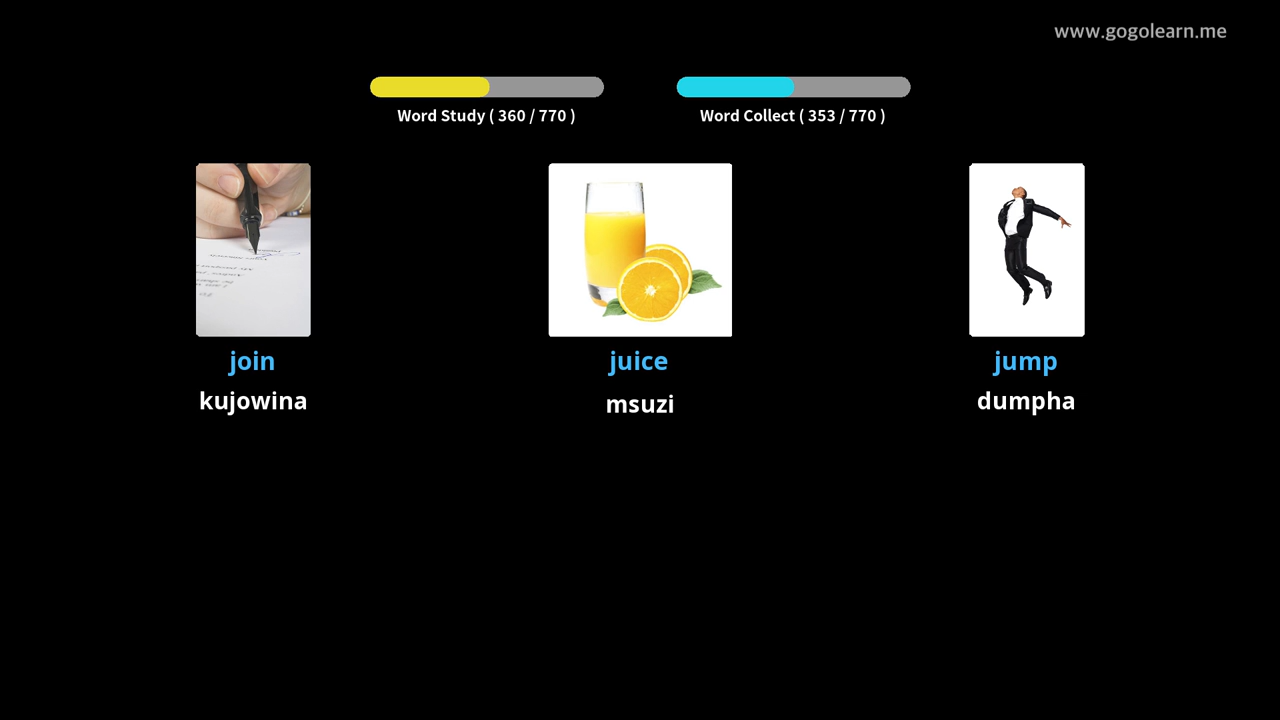 www.gogolearn.me
Word Study ( 360 / 770 )
Word Collect ( 353 / 770 )
join
juice
jump
kujowina
msuzi
dumpha